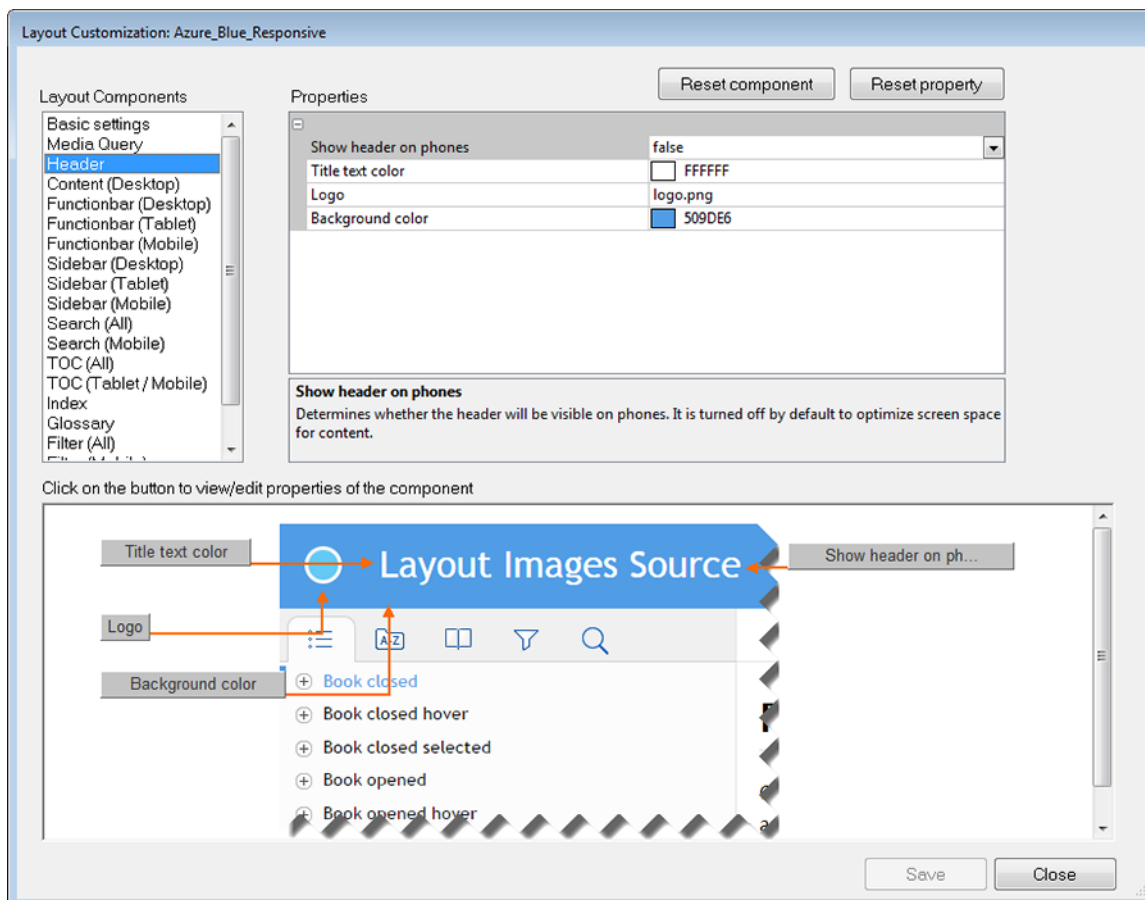 Layout Customization: Azure_Blue_Responsive
Reset component
Reset property
Layout Components
Properties
Basic settings
Media Query
Header
Content (Desktop)
Functionbar (Desktop)
Functionbar (Tablet)
Functionbar (Mobile)
Sidebar (Desktop)
Sidebar (Tablet)
Sidebar (Mobile)
Search (All)
Search (Mobile)
TOC (All)
TOC (Tablet / Mobile)
Index
Glossary
Filter (All)
Show header on phones false
Title text color FFFFFF
Logo logo.png
Background color 509DE6
Show header on phones
Determines whether the header will be visible on phones. It is turned off by default to optimize screen space
for content.
Click on the button to view/edit properties of the component
Title text color
Layout Images Source
Show header on ph...
Logo
A-Z
Background color
Book closed
Book closed hover
Book closed selected
Book opened
Book opened hover
Save
Close